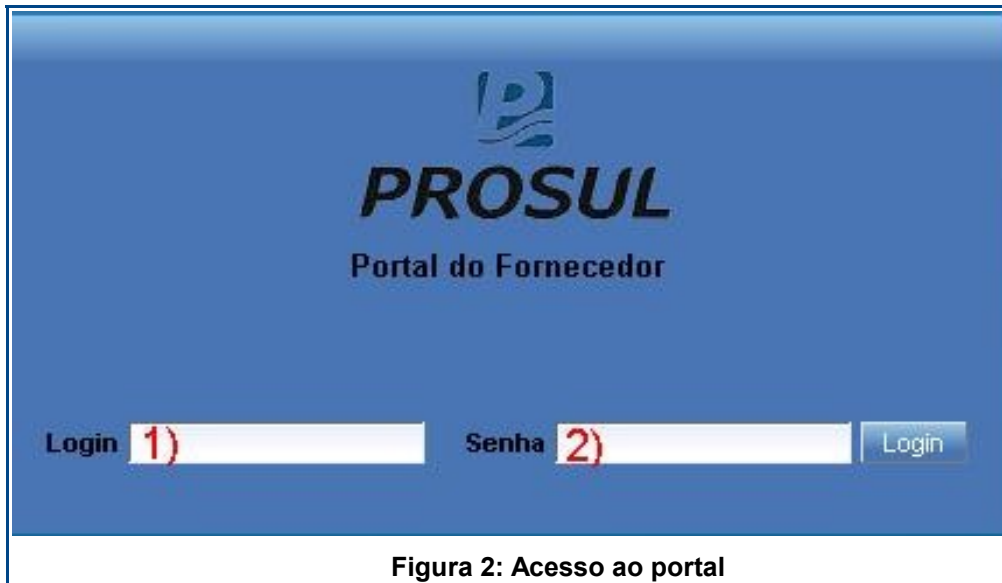 PROSUL
Portal do Fornecedor
Login 1) Senha 2) Login
Figura 2: Acesso ao portal